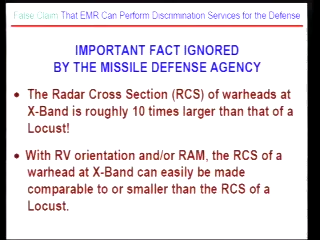 False Claim That EMR Can Perform Discrimination Services for the Defense
IMPORTANT FACT IGNORED
BY THE MISSILE DEFENSE AGENCY
• The Radar Cross Section (RCS) of warheads at
X-Band is roughly 10 times larger than that of a
Locust!
• With RV orientation and/or RAM, the RCS of a
warhead at X-Band can easily be made
comparable to or smaller than the RCS of a
Locust.